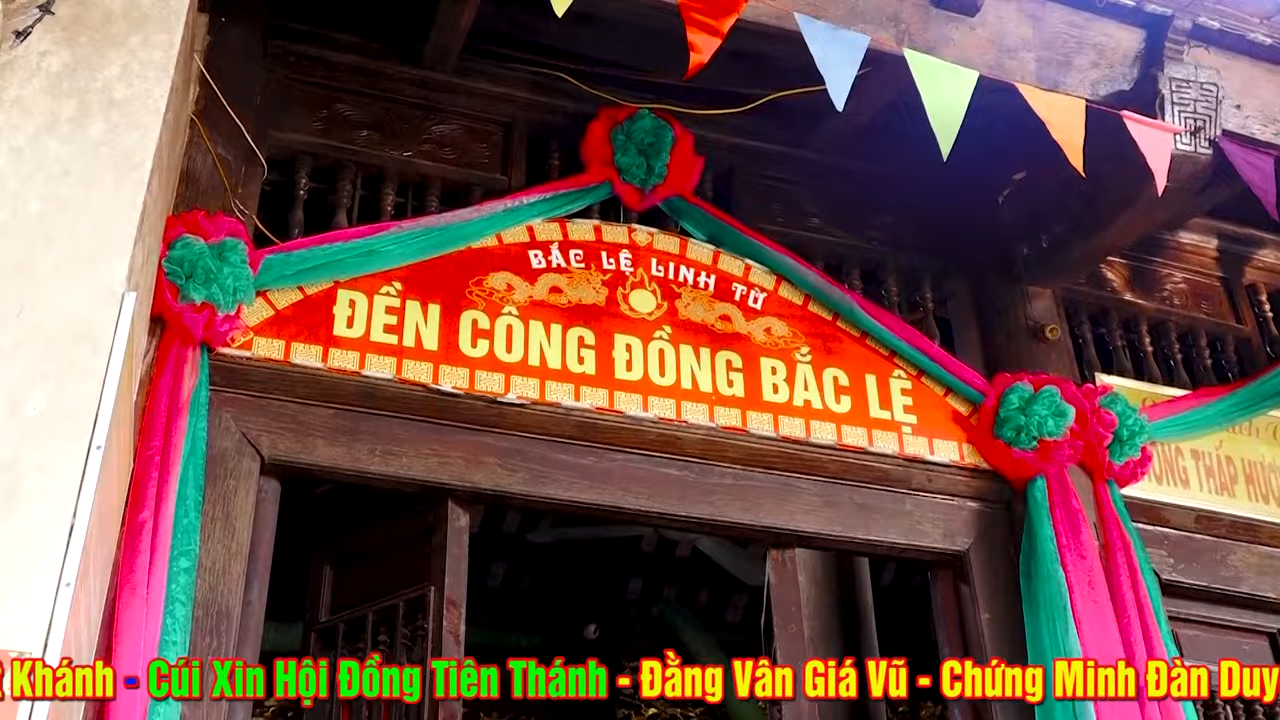 BẮC LỆ LINH TỪ
ĐỀN CÔNG ĐỒNG BẮC LỆ
Khánh - Cúi Xin Hội Đồng Tiên Thánh - Đằng Vân Giá Vũ - Chứng Minh Đàn Duy